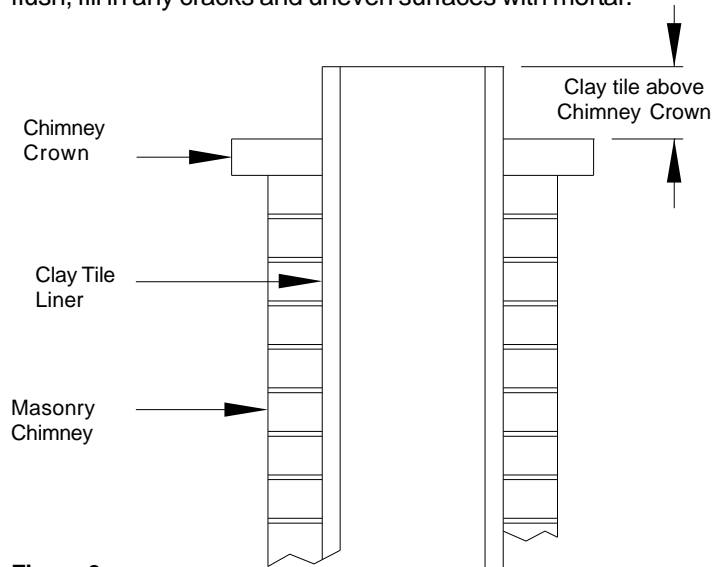 flush, fill in any cracks and uneven surfaces with mortar.
Clay tile above
Chimney Crown
Chimney
Crown
Clay Tile
Liner
Masonry
Chimney